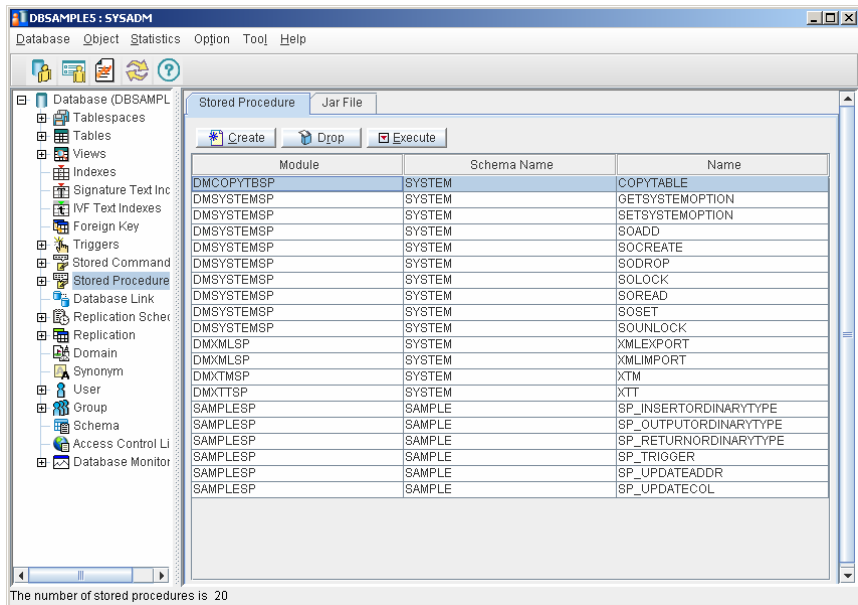 DBSAMPLE5 : SYSADM
Database Object Statistics Option Tool Help
Database (DBSAMPL
Tablespaces
Tables
Views
Indexes
Signature Text Inc
IVF Text Indexes
Foreign Key
Triggers
Stored Command
Stored Procedure
Database Link
Replication Sched
Replication
Domain
Synonym
User
Group
Schema
Access Control Li
Database Monitor
Stored Procedure Jar File
Create Drop Execute
Module Schema Name Name
DMCOPYTBSP SYSTEM COPYTABLE
DMSYSTEMSP SYSTEM GETSYSTEMOPTION
DMSYSTEMSP SYSTEM SETSYSTEMOPTION
DMSYSTEMSP SYSTEM SOADD
DMSYSTEMSP SYSTEM SOCREATE
DMSYSTEMSP SYSTEM SODROP
DMSYSTEMSP SYSTEM SOLOCK
DMSYSTEMSP SYSTEM SOREAD
DMSYSTEMSP SYSTEM SOSET
DMSYSTEMSP SYSTEM SOUNLOCK
DMXMLSP SYSTEM XMLEXPORT
DMXMLSP SYSTEM XMLIMPORT
DMXTMSP SYSTEM XTM
DMXTTSP SYSTEM XTT
SAMPLESP SAMPLE SP_INSERTORDINARYTYPE
SAMPLESP SAMPLE SP_OUTPUTORDINARYTYPE
SAMPLESP SAMPLE SP_RETURNORDINARYTYPE
SAMPLESP SAMPLE SP_TRIGGER
SAMPLESP SAMPLE SP_UPDATEADDR
SAMPLESP SAMPLE SP_UPDATECOL
The number of stored procedures is 20